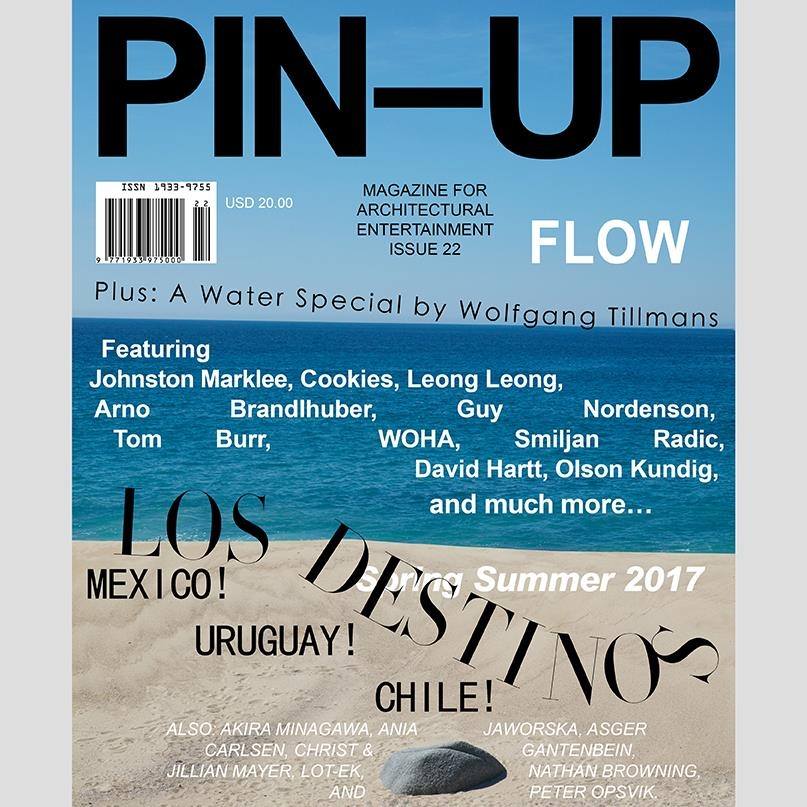 PIN—UP
ISSN 1933-9755
22
9 771933 975000
USD 20.00
MAGAZINE FOR
ARCHITECTURAL
ENTERTAINMENT
ISSUE 22
FLOW
Plus: A Water Special by Wolfgang Tillmans
Featuring
Johnston Marklee, Cookies, Leong Leong,
Arno Brandlhuber, Guy Nordenson,
Tom Burr, WOHA, Smiljan Radic,
David Hartt, Olson Kundig,
and much more...
LOS DESTINOS
Spring Summer 2017
MEXICO!
URUGUAY!
CHILE!
ALSO: AKIRA MINAGAWA, ANIA JAWORSKA, ASGER
CARLSEN, CHRIST & GANTENBEIN,
JILLIAN MAYER, LOT-EK, NATHAN BROWNING,
AND PETER OPSVIK.